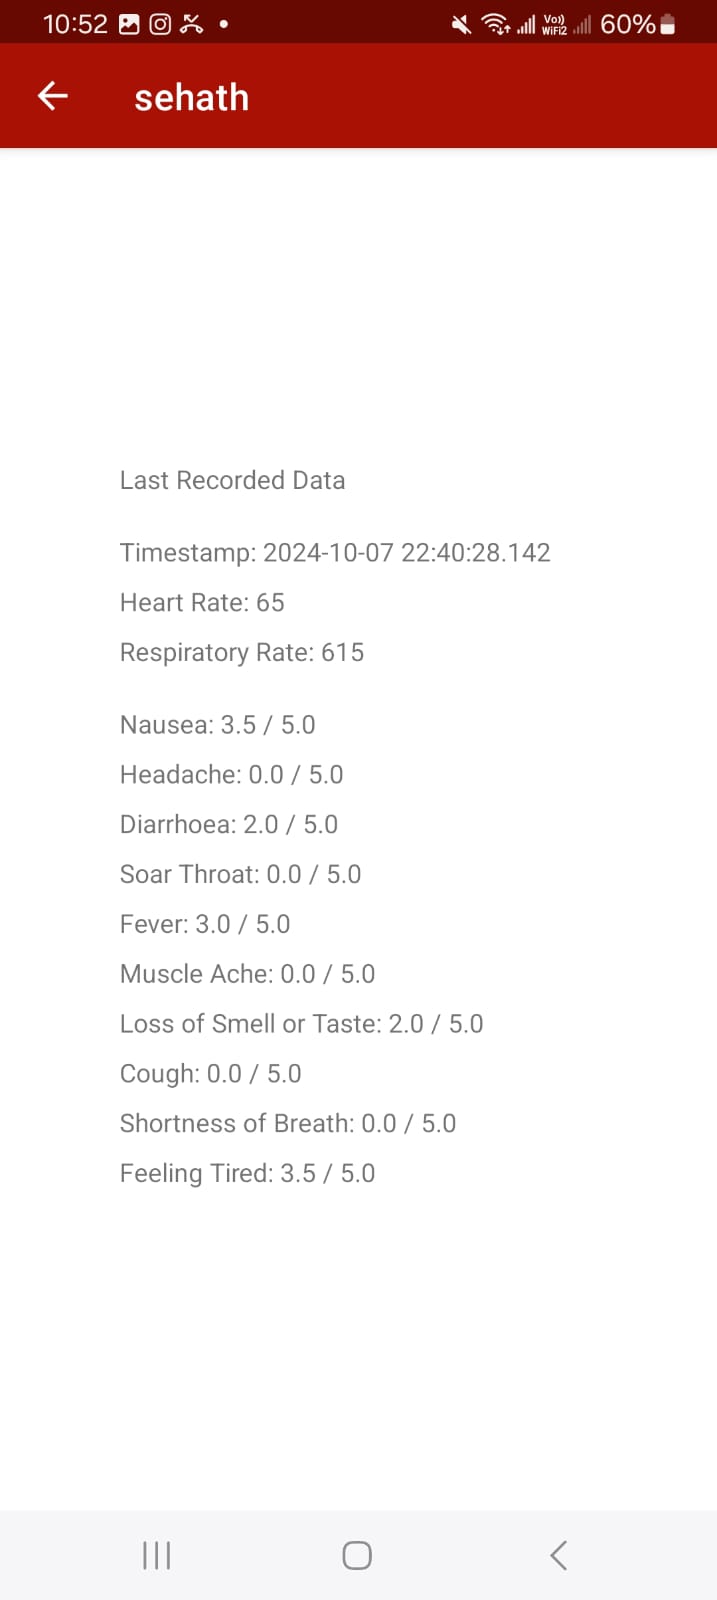 10:52
Vo))
WiFi2
60%
sehath
Last Recorded Data
Timestamp: 2024-10-07 22:40:28.142
Heart Rate: 65
Respiratory Rate: 615
Nausea: 3.5 / 5.0
Headache: 0.0 / 5.0
Diarrhoea: 2.0 / 5.0
Soar Throat: 0.0 / 5.0
Fever: 3.0 / 5.0
Muscle Ache: 0.0 / 5.0
Loss of Smell or Taste: 2.0 / 5.0
Cough: 0.0 / 5.0
Shortness of Breath: 0.0 / 5.0
Feeling Tired: 3.5 / 5.0